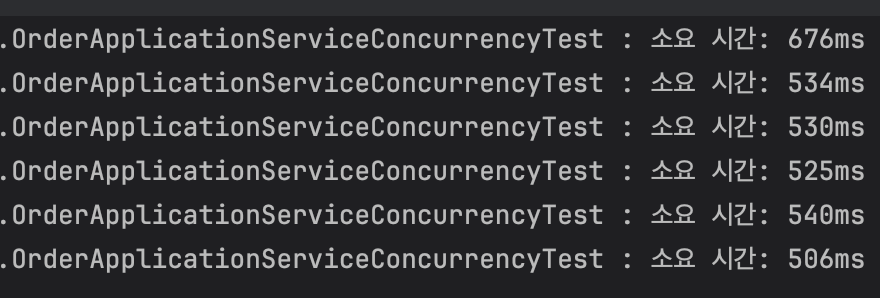 .OrderApplicationServiceConcurrencyTest : 소요 시간: 676ms
.OrderApplicationServiceConcurrencyTest : 소요 시간: 534ms
.OrderApplicationServiceConcurrencyTest : 소요 시간: 530ms
.OrderApplicationServiceConcurrencyTest : 소요 시간: 525ms
.OrderApplicationServiceConcurrencyTest : 소요 시간: 540ms
.OrderApplicationServiceConcurrencyTest : 소요 시간: 506ms